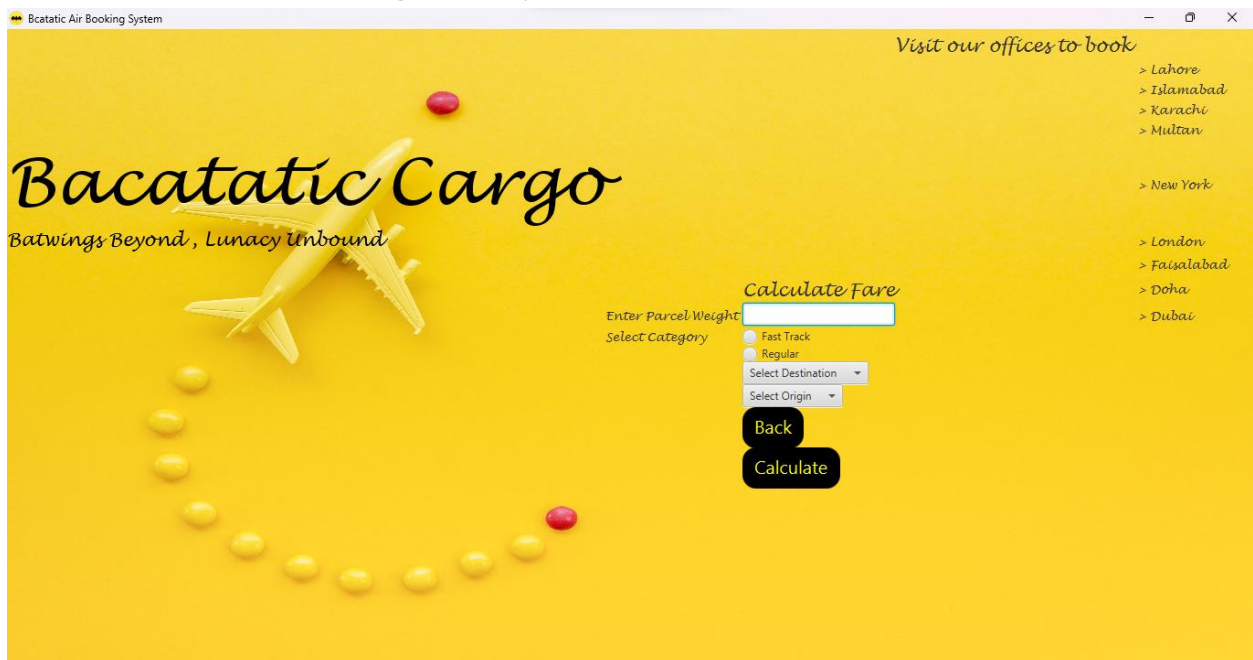 Bcatatic Air Booking System
Visit our offices to book
> Lahore
> Islamabad
> Karachi
> Multan
Bacatatic Cargo
> New York
Batwings Beyond , Lunacy Unbound
> London
> Faisalabad
Calculate Fare
> Doha
Enter Parcel Weight
> Dubai
Select Category
Fast Track
Regular
Select Destination
Select Origin
Back
Calculate